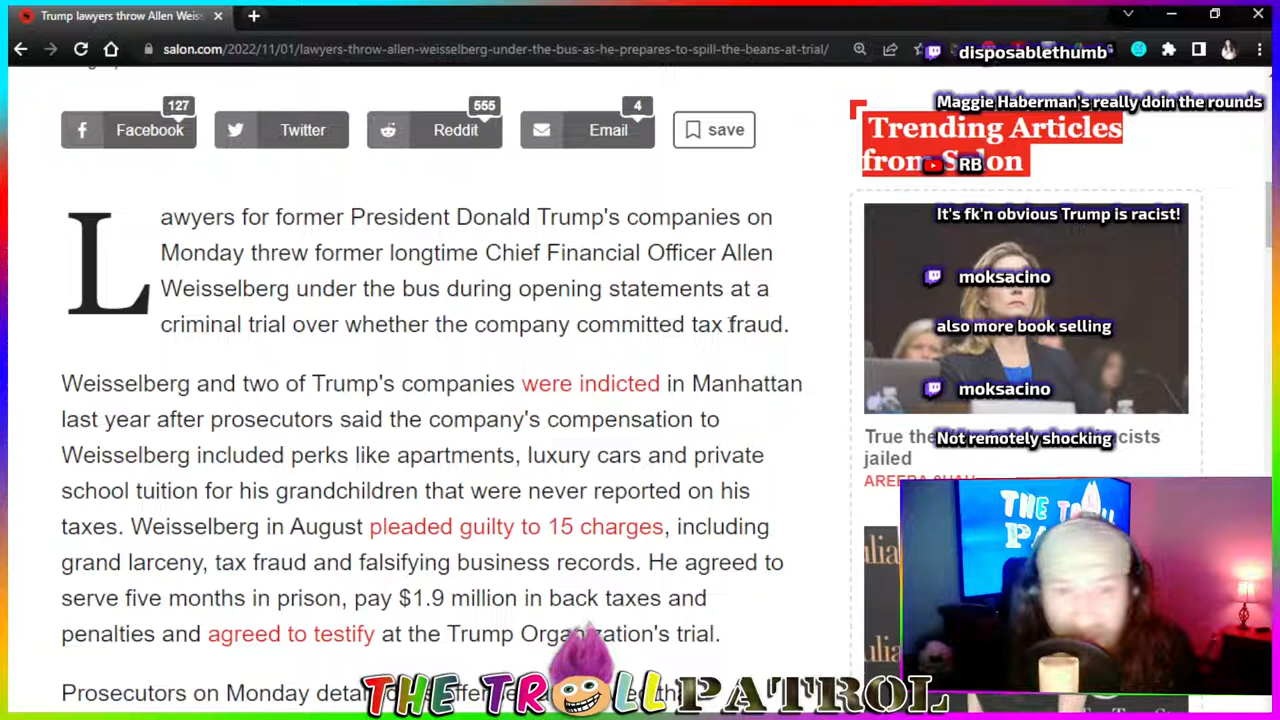 Trump lawyers throw Allen Weiss
salon.com/2022/11/01/lawyers-throw-allen-weisselberg-under-the-bus-as-he-prepares-to-spill-the-beans-at-trial/
disposablethumb
Maggie Haberman's really doin the rounds
127
555
4
Facebook
Twitter
Reddit
Email
save
Trending Articles
from Salon
RB
It's fk'n obvious Trump is racist!
Lawyers for former President Donald Trump's companies on
Monday threw former longtime Chief Financial Officer Allen
Weisselberg under the bus during opening statements at a
criminal trial over whether the company committed tax fraud.
moksacino
also more book selling
moksacino
Not remotely shocking
Weisselberg and two of Trump's companies were indicted in Manhattan
last year after prosecutors said the company's compensation to
Weisselberg included perks like apartments, luxury cars and private
school tuition for his grandchildren that were never reported on his
taxes. Weisselberg in August pleaded guilty to 15 charges, including
grand larceny, tax fraud and falsifying business records. He agreed to
serve five months in prison, pay $1.9 million in back taxes and
penalties and agreed to testify at the Trump Organization's trial.
Prosecutors on Monday
True the
jailed
THE TROLL PATROL